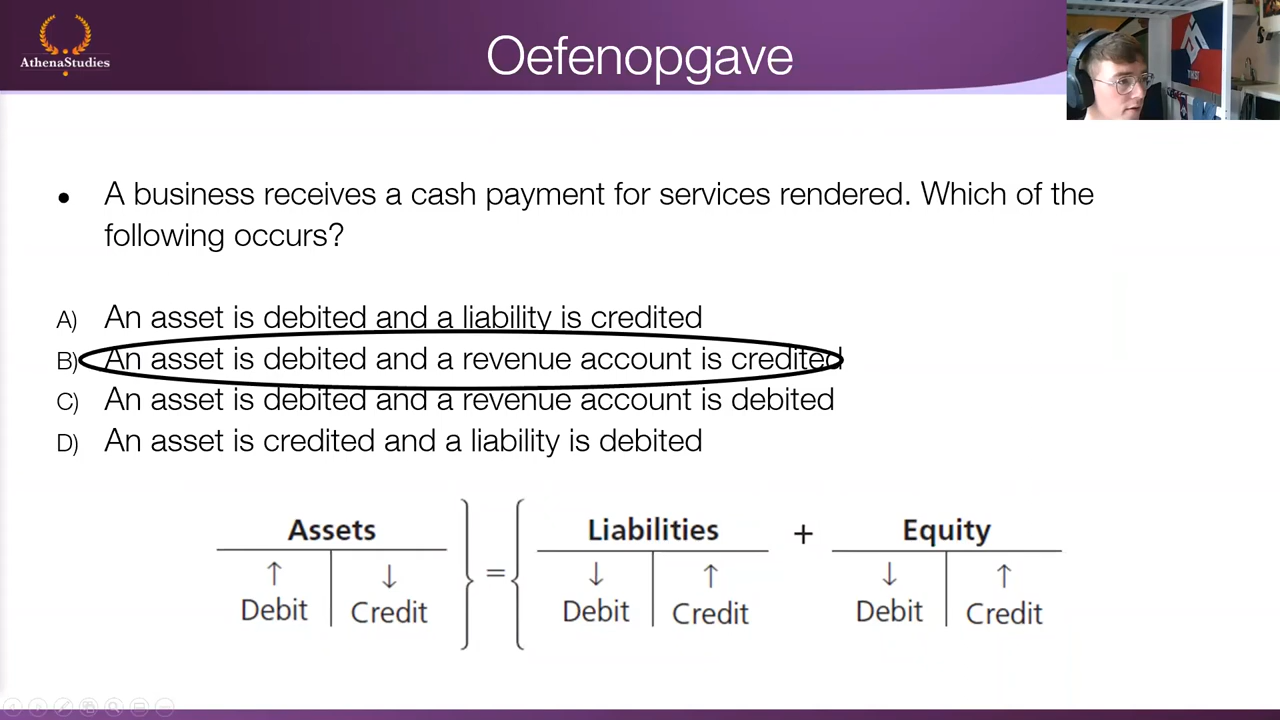 AthenaStudies
Oefenopgave
• A business receives a cash payment for services rendered. Which of the
following occurs?
A) An asset is debited and a liability is credited
B) An asset is debited and a revenue account is credited
C) An asset is debited and a revenue account is debited
D) An asset is credited and a liability is debited
Assets } = { Liabilities + Equity
↑ ↓ ↓ ↑ ↓ ↑
Debit Credit Debit Credit Debit Credit